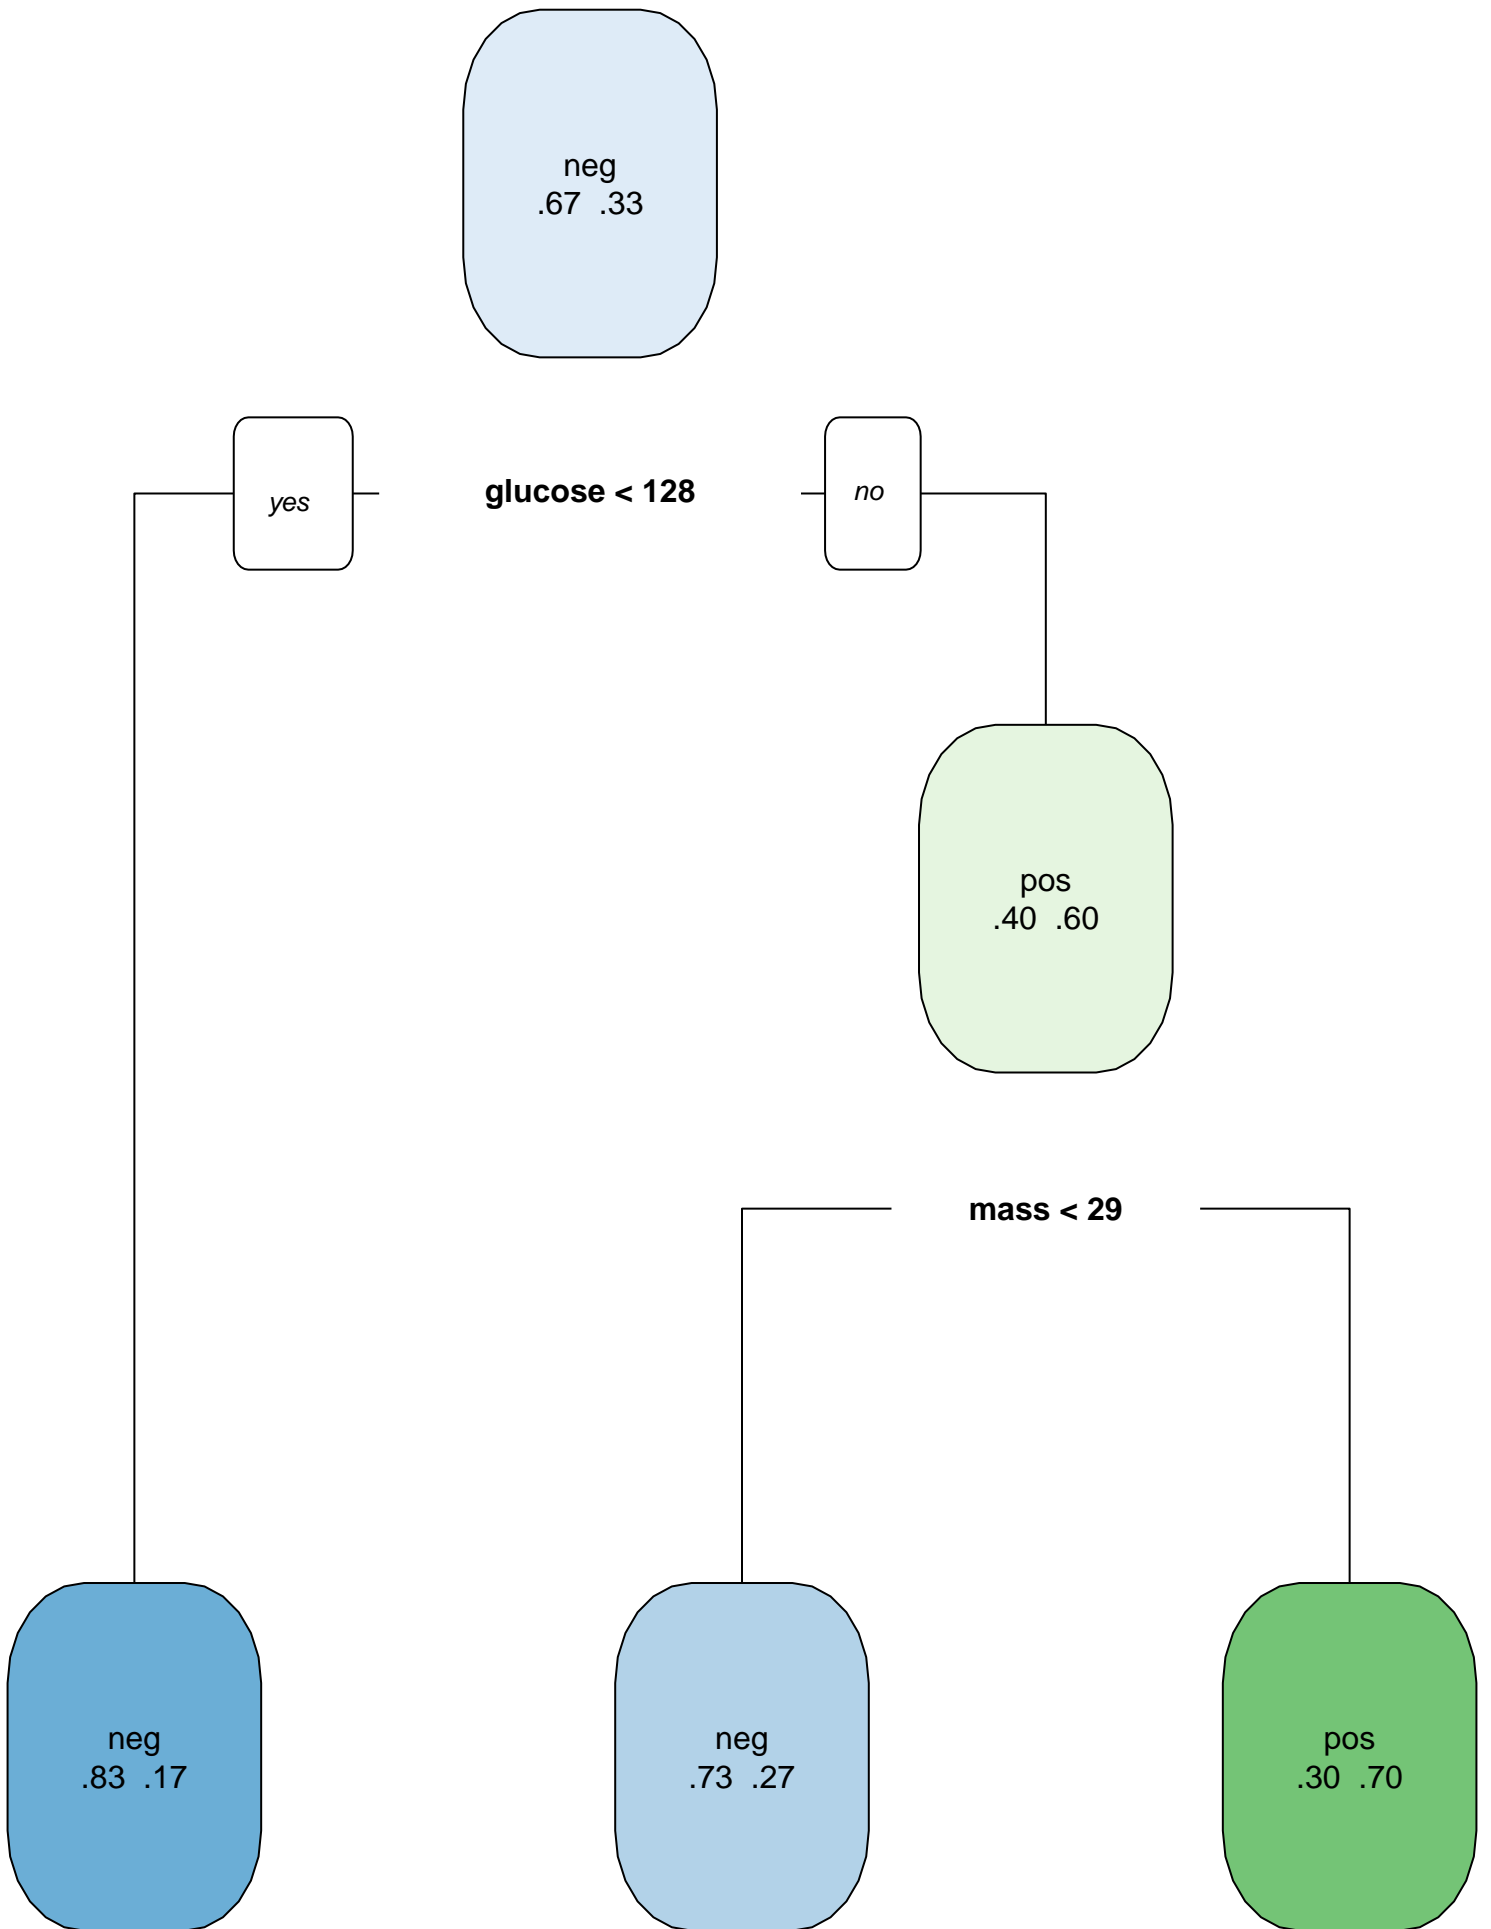 neg
.67 .33
yes
glucose < 128
no
pos
.40 .60
mass < 29
neg
.83 .17
neg
.73 .27
pos
.30 .70